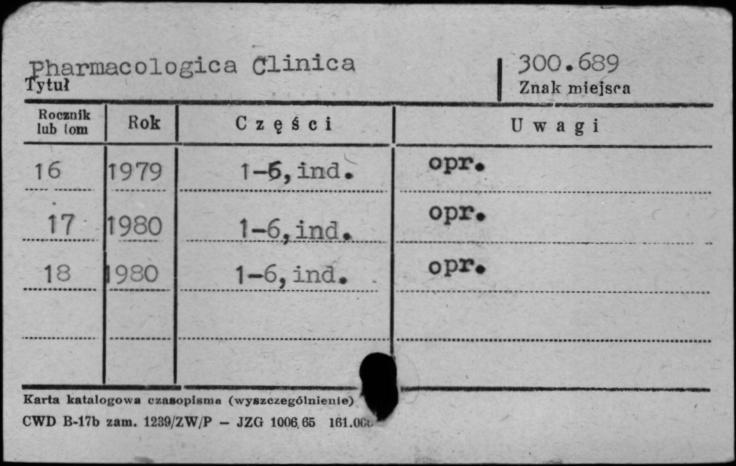 Pharmacologica Clinica 300.689
Tytuł Znak miejsca
Rocznik lub tom Rok Części Uwagi
16 1979 1-6, ind. opr.
17 1980 1-6, ind. opr.
18 1980 1-6, ind. opr.
Karta katalogowa czasopisma (wyszczególnienie)
CWD B-17b zam. 1239/ZW/P — JZG 1006.65